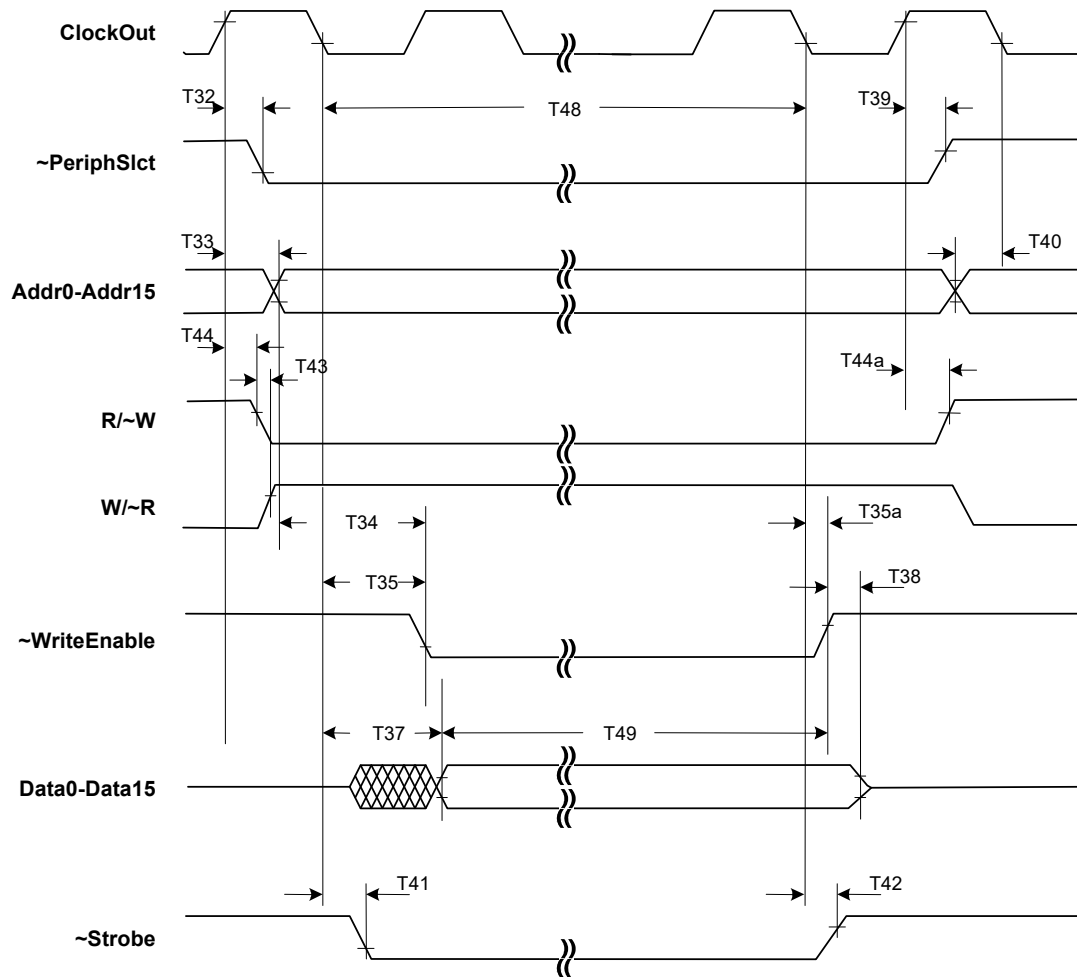 ClockOut
T32
T48
T39
~PeriphSlct
T33
T40
Addr0-Addr15
T44
T43
T44a
R/~W
W/~R
T34
T35a
T35
T38
~WriteEnable
T37
T49
Data0-Data15
T41
T42
~Strobe